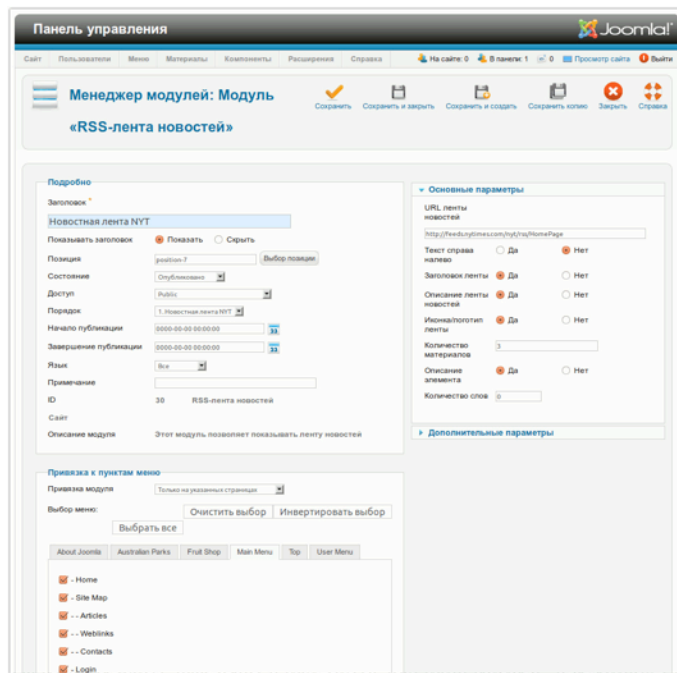 Панель управления
Joomla!
Сайт Пользователи Меню Материалы Компоненты Расширения Справка На сайте: 0 В панели: 1 0 Просмотр сайта Выйти
Менеджер модулей: Модуль
«RSS-лента новостей»
Сохранить Сохранить и закрыть Сохранить и создать Сохранить копию Закрыть Справка
Подробно
Заголовок *
Новостная лента NYT
Показывать заголовок Показать Скрыть
Позиция position-7 Выбор позиции
Состояние Опубликовано
Доступ Public
Порядок 1. Новостная лента NYT
Начало публикации 0000-00-00 00:00:00 23
Завершение публикации 0000-00-00 00:00:00 23
Язык Все
Примечание
ID 30 RSS-лента новостей
Сайт
Описание модуля Этот модуль позволяет показывать ленту новостей
Основные параметры
URL ленты
новостей
http://feeds.nytimes.com/nyt/rss/HomePage
Текст справа
налево Да Нет
Заголовок ленты Да Нет
Описание ленты
новостей Да Нет
Иконка/логотип
ленты Да Нет
Количество
материалов 3
Описание
элемента Да Нет
Количество слов 0
Дополнительные параметры
Привязка к пунктам меню
Привязка модуля Только на указанных страницах
Выбор меню: Очистить выбор Инвертировать выбор
Выбрать все
About Joomla Australian Parks Fruit Shop Main Menu Top User Menu
- Home
- Site Map
- - Articles
- - Weblinks
- - Contacts
- Login